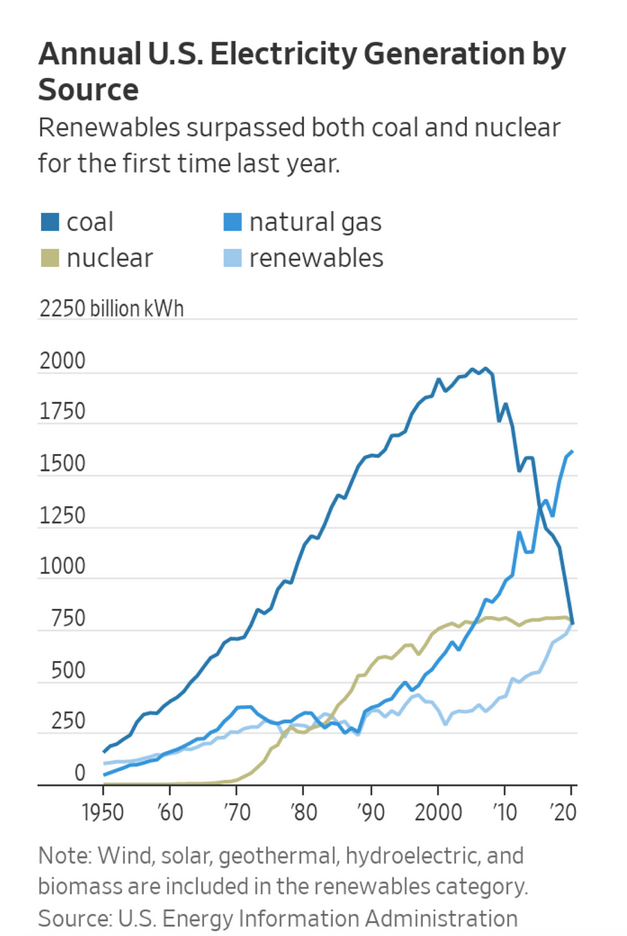 Annual U.S. Electricity Generation by
Source
Renewables surpassed both coal and nuclear
for the first time last year.
coal
natural gas
nuclear
renewables
2250 billion kWh
2000
1750
1500
1250
1000
750
500
250
0
1950 '60 '70 '80 '90 2000 '10 '20
Note: Wind, solar, geothermal, hydroelectric, and
biomass are included in the renewables category.
Source: U.S. Energy Information Administration